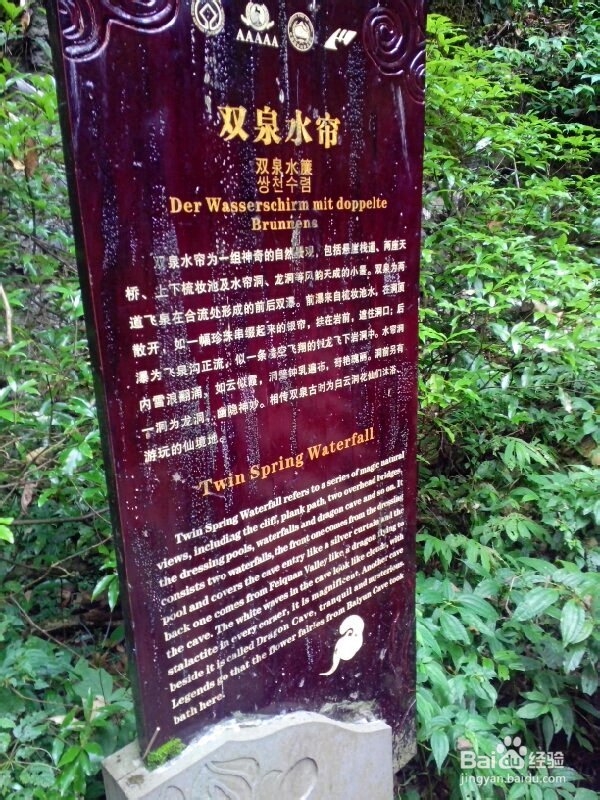 AAAAA
双泉水帘
双泉水簾
쌍천수렴
Der Wasserschirm mit doppelte
Brunnens
双泉水帘为一组神奇的自然景观，包括悬崖栈道、两座天
桥、上下梳妆池及水帘洞、龙洞等风韵天成的小景。双泉为两
道飞泉在合流处形成的前后双瀑。前瀑来自梳妆池水，在洞顶
散开，如一幅珍珠串缀起来的银帘，挂在岩前，遮住洞口；后
瀑为飞泉沟正流，似一条凌空飞翔的钊龙飞下岩洞中。水帘洞
内雪浪翻涌，如云似霞，洞壁钟乳遍布，奇艳瑰丽。洞前另有
一洞为龙洞，幽隐神妙。相传双泉古时为白云洞花仙们沐浴、
游玩的仙境地。
Twin Spring Waterfall
Twin Spring Waterfall refers to a series of magic natural
views, including the cliff, plank path, two overhead bridges,
the dressing pools, waterfalls and dragon cave and so on. It
consists two waterfalls, the front one comes from the dressing
pool and covers the cave entry like a silver curtain and the
back one comes from Feiquan Valley like a dragon flying to
the cave. The white waves in the cave look like clouds, with
stalactite in every corner, it is magnificent. Another cave
beside it is called Dragon Cave, tranquil and mysterious.
Legends go that the flower fairies from Baiyun Cave took
bath here.
Bai 经验
jingyan.baidu.com